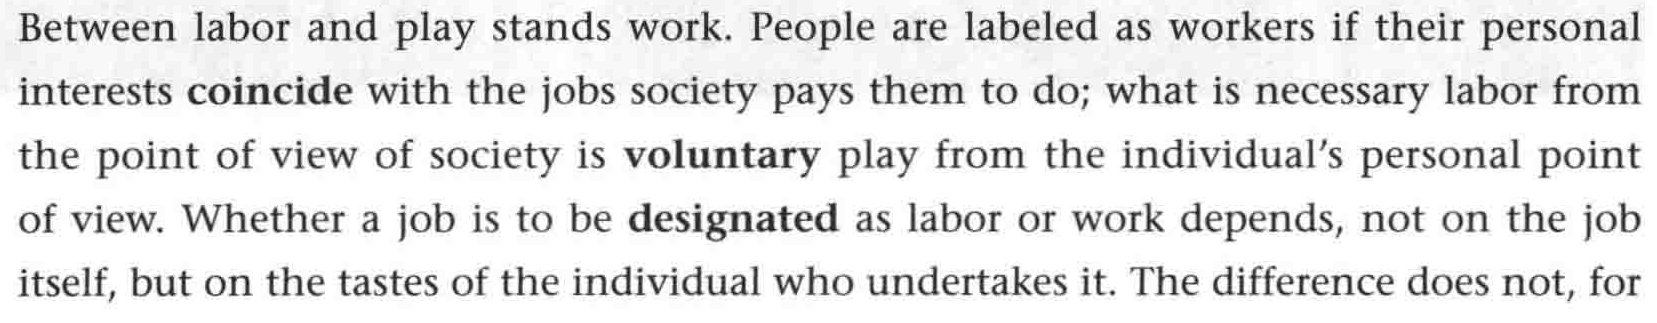 Between labor and play stands work. People are labeled as workers if their personal
interests coincide with the jobs society pays them to do; what is necessary labor from
the point of view of society is voluntary play from the individual's personal point
of view. Whether a job is to be designated as labor or work depends, not on the job
itself, but on the tastes of the individual who undertakes it. The difference does not, for